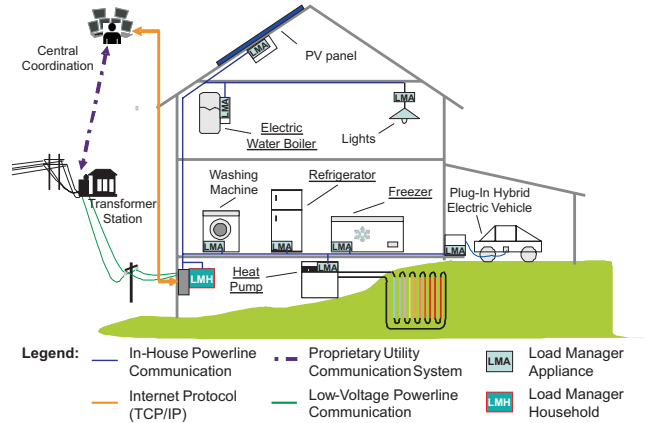 Central
Coordination
LMA
PV panel
LMA
Electric
Water Boiler
LMA
Lights
Transformer
Station
Washing
Machine
Refrigerator
Freezer
Plug-In Hybrid
Electric Vehicle
LMA
LMA
LMA
LMA
LMH
Heat
Pump
LMA
Legend:
In-House Powerline
Communication
Proprietary Utility
Communication System
LMA
Load Manager
Appliance
Internet Protocol
(TCP/IP)
Low-Voltage Powerline
Communication
LMH
Load Manager
Household